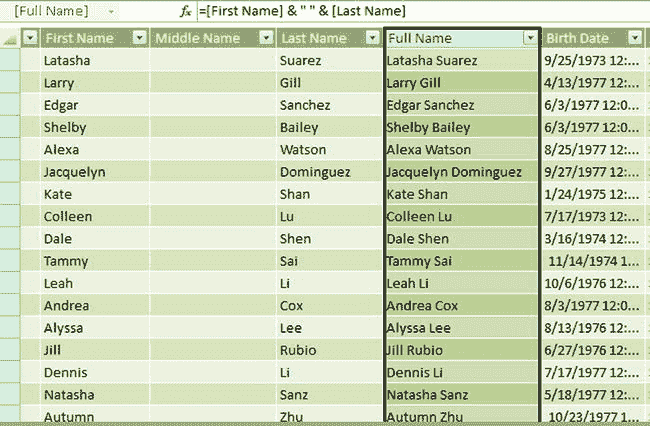 [Full Name] fx =[First Name] & " " & [Last Name]
First Name Middle Name Last Name Full Name Birth Date
Latasha Suarez Latasha Suarez 9/25/1973 12:...
Larry Gill Larry Gill 4/13/1977 12:...
Edgar Sanchez Edgar Sanchez 6/3/1977 12:0...
Shelby Bailey Shelby Bailey 6/3/1977 12:0...
Alexa Watson Alexa Watson 8/25/1977 12:...
Jacquelyn Dominguez Jacquelyn Dominguez 9/27/1977 12:...
Kate Shan Kate Shan 1/24/1975 12:...
Colleen Lu Colleen Lu 7/17/1973 12:...
Dale Shen Dale Shen 3/16/1974 12:...
Tammy Sai Tammy Sai 11/14/1974 1...
Leah Li Leah Li 10/6/1976 12:...
Andrea Cox Andrea Cox 8/3/1977 12:0...
Alyssa Lee Alyssa Lee 8/13/1976 12:...
Jill Rubio Jill Rubio 6/27/1976 12:...
Dennis Li Dennis Li 7/17/1977 12:...
Natasha Sanz Natasha Sanz 5/18/1977 12:...
Autumn Zhu Autumn Zhu 10/23/1977 1...